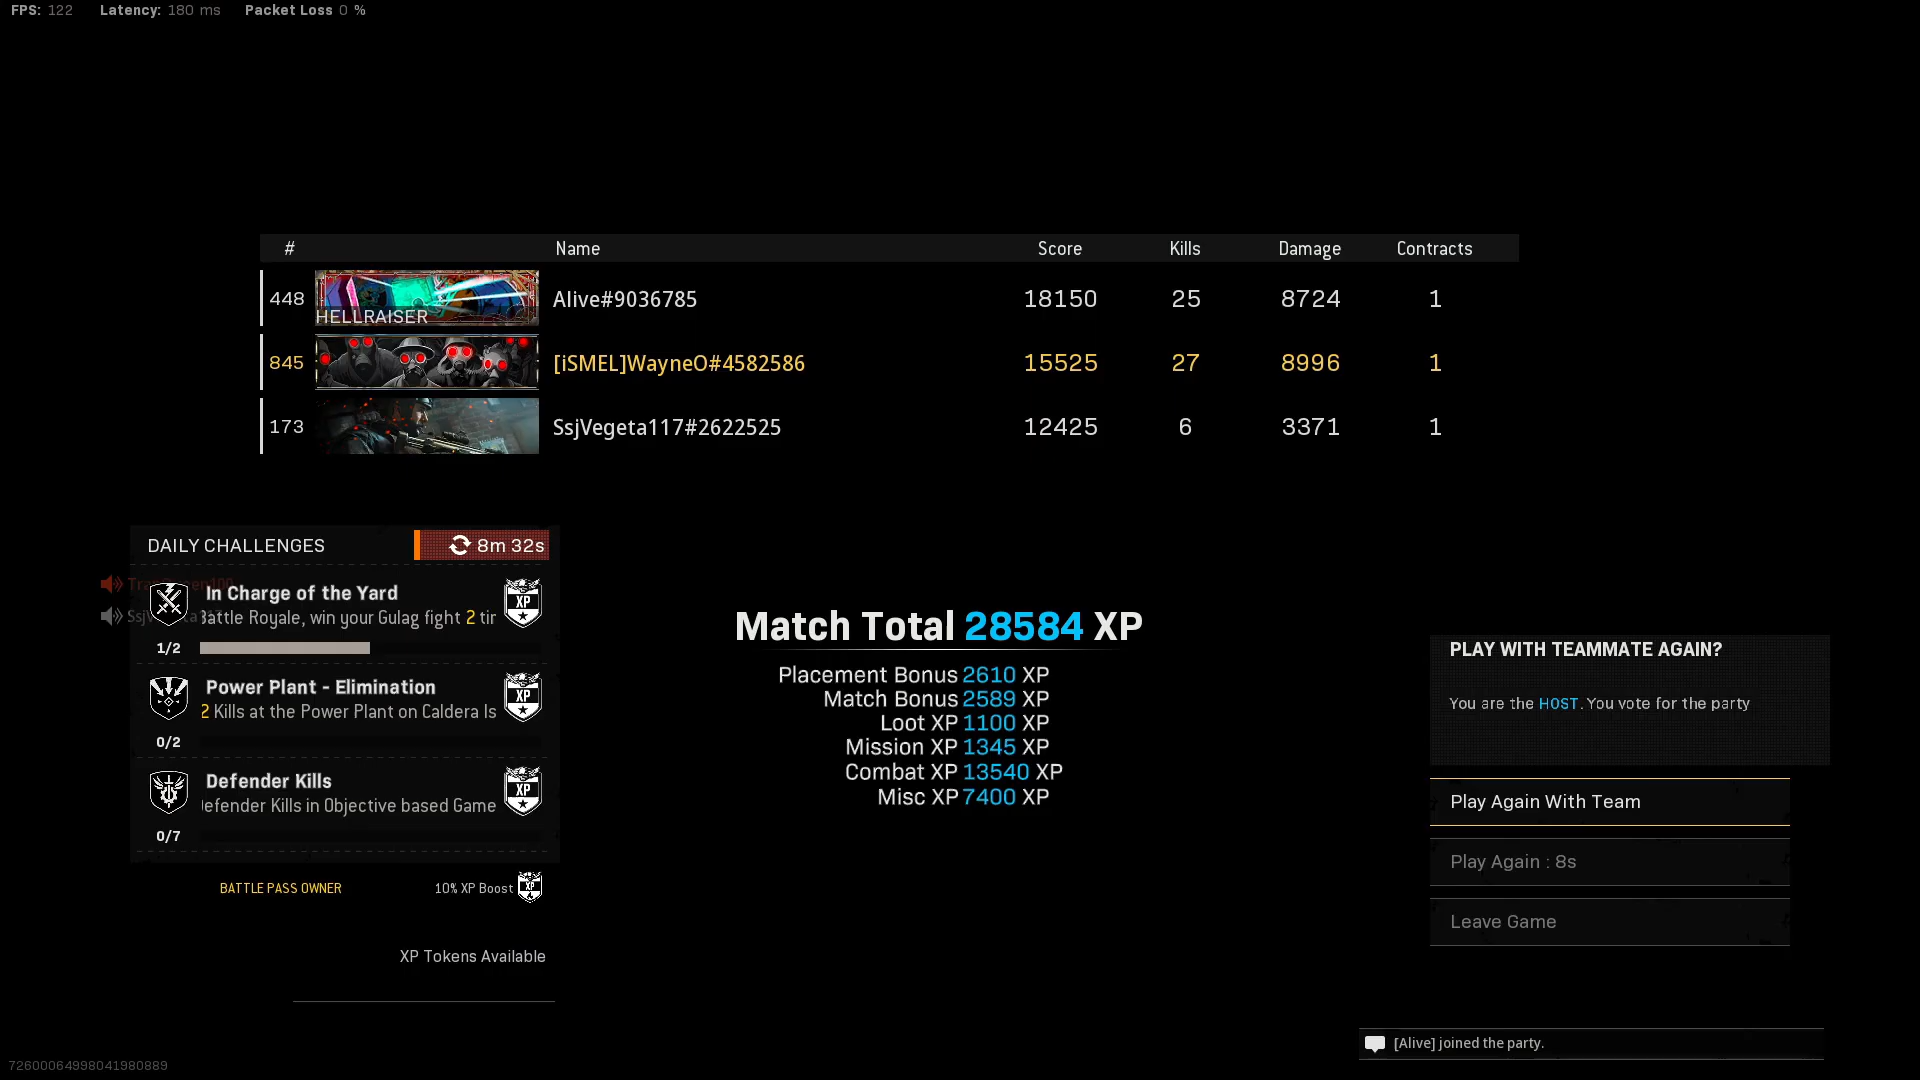 FPS: 122 Latency: 180 ms Packet Loss 0 %
# Name Score Kills Damage Contracts
448 HELLRAISER Alive#9036785 18150 25 8724 1
845 [iSMEL]WayneO#4582586 15525 27 8996 1
173 SsjVegeta117#2622525 12425 6 3371 1
DAILY CHALLENGES 8m 32s
In Charge of the Yard
Battle Royale, win your Gulag fight 2 tir
1/2
Power Plant - Elimination
2 Kills at the Power Plant on Caldera Is
0/2
Defender Kills
Defender Kills in Objective based Game
0/7
BATTLE PASS OWNER 10% XP Boost XP
XP Tokens Available
Match Total 28584 XP
Placement Bonus 2610 XP
Match Bonus 2589 XP
Loot XP 1100 XP
Mission XP 1345 XP
Combat XP 13540 XP
Misc XP 7400 XP
PLAY WITH TEAMMATE AGAIN?
You are the HOST. You vote for the party
Play Again With Team
Play Again : 8s
Leave Game
[Alive] joined the party.
72600064998041980889